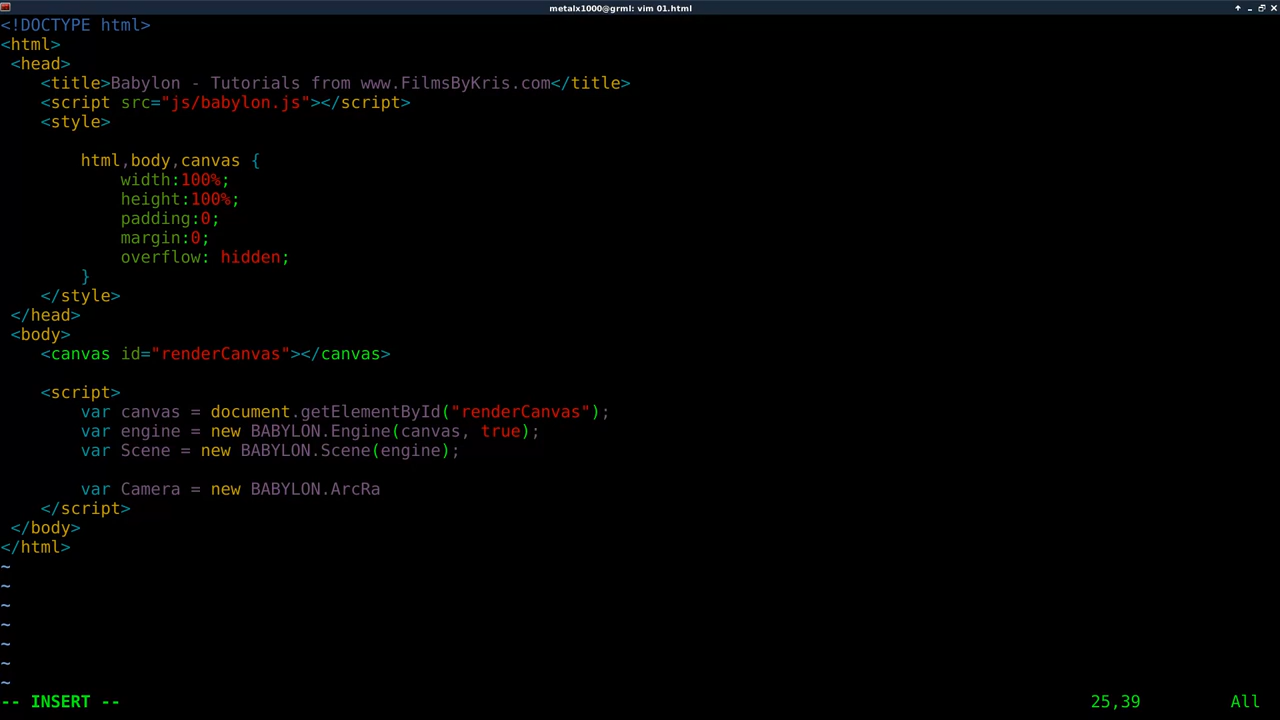 metalx1000@grml: vim 01.html
<!DOCTYPE html>
<html>
 <head>
    <title>Babylon - Tutorials from www.FilmsByKris.com</title>
    <script src="js/babylon.js"></script>
    <style>
        html,body,canvas {
            width:100%;
            height:100%;
            padding:0;
            margin:0;
            overflow: hidden;
        }
    </style>
 </head>
 <body>
    <canvas id="renderCanvas"></canvas>
    <script>
        var canvas = document.getElementById("renderCanvas");
        var engine = new BABYLON.Engine(canvas, true);
        var Scene = new BABYLON.Scene(engine);
        var Camera = new BABYLON.ArcRa
    </script>
 </body>
</html>
~
~
~
~
~
~
~
-- INSERT -- 25,39 All